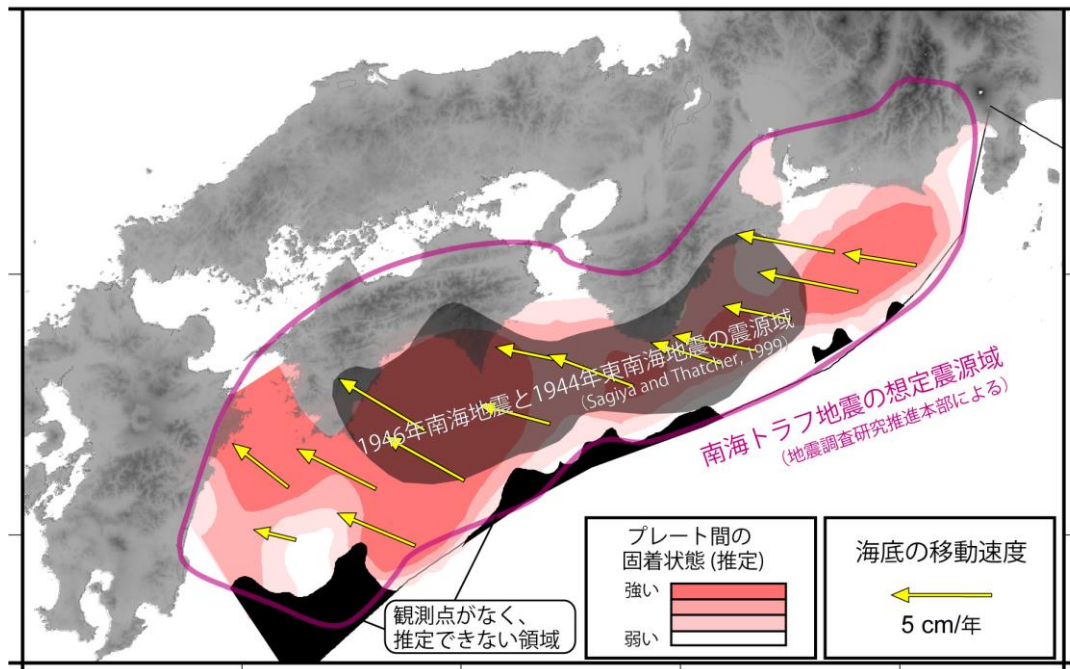 1946年南海地震と1944年東南海地震の震源域
(Sagiya and Thatcher, 1999)
南海トラフ地震の想定震源域
(地震調査研究推進本部による)
観測点がなく、
推定できない領域
プレート間の
固着状態 (推定)
強い
弱い
海底の移動速度
5 cm/年